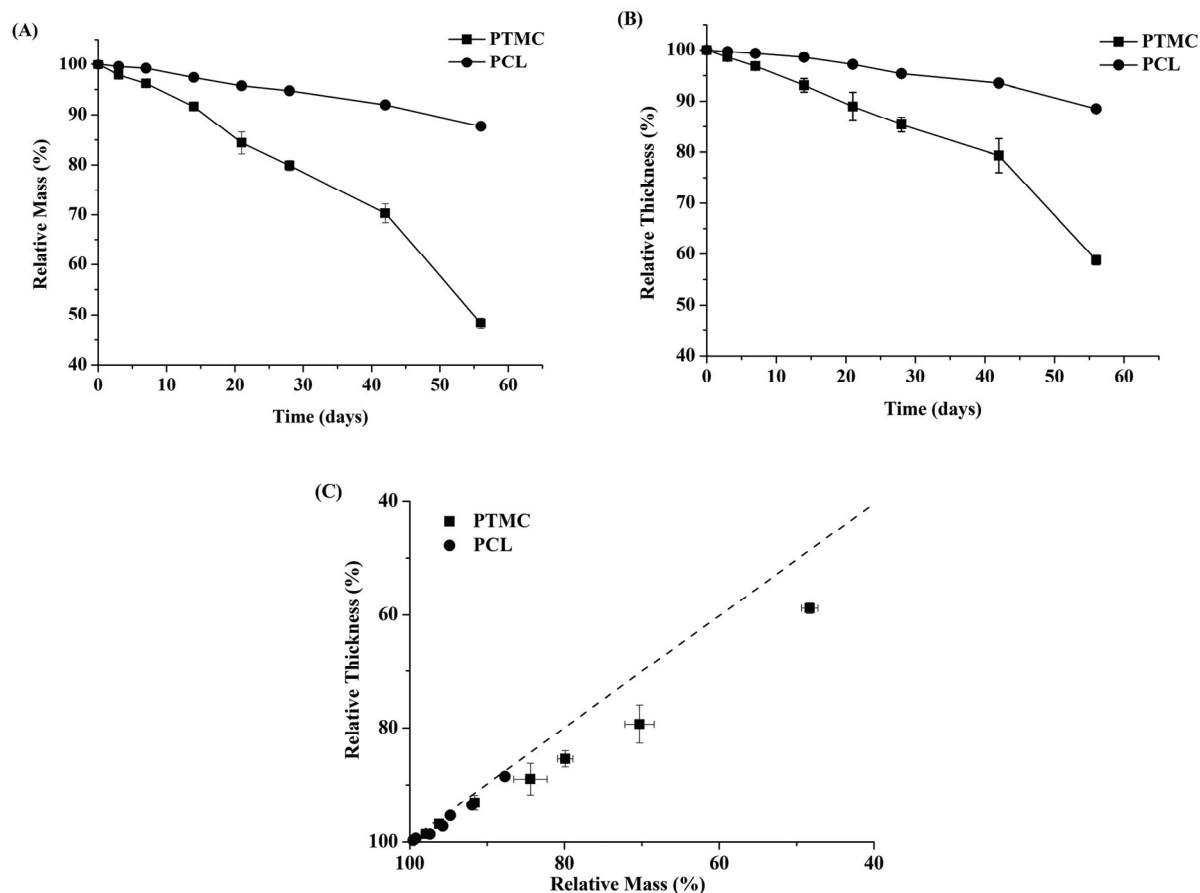 (A)
PTMC
PCL
100
90
80
70
60
50
40
0 10 20 30 40 50 60
Relative Mass (%)
Time (days)
(B)
PTMC
PCL
100
90
80
70
60
50
40
0 10 20 30 40 50 60
Relative Thickness (%)
Time (days)
(C)
PTMC
PCL
40
60
80
100
100 80 60 40
Relative Thickness (%)
Relative Mass (%)